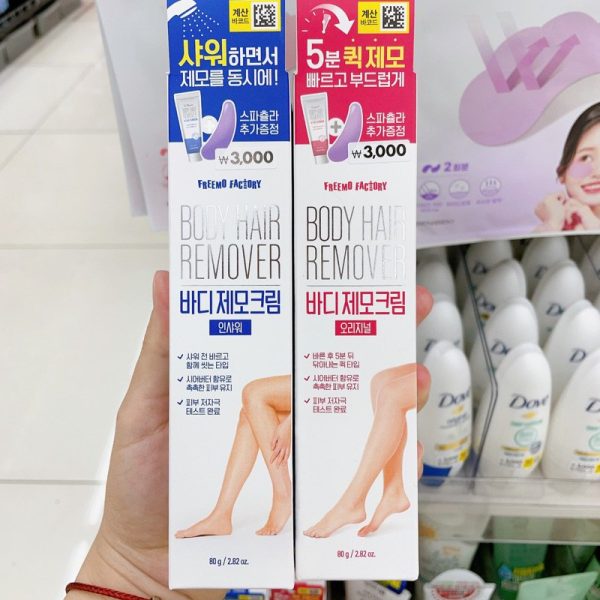 계산
바코드
샤워하면서
제모를 동시에!
스파츌라
추가증정
₩3,000
FREEMO FACTORY
BODY HAIR
REMOVER
바디 제모크림
인샤워
샤워 전 바르고
함께 씻는 타입
시어버터 함유로
촉촉한 피부 유지
피부 저자극
테스트 완료
80 g / 2.82 oz.
계산
바코드
5분 퀵 제모
빠르고 부드럽게
스파츌라
추가증정
₩3,000
FREEMO FACTORY
BODY HAIR
REMOVER
바디 제모크림
오리지널
바른 후 5분 뒤
닦아내는 퀵 타입
시어버터 함유로
촉촉한 피부 유지
피부 저자극
테스트 완료
80 g / 2.82 oz.
2 회분
Dove
Dove